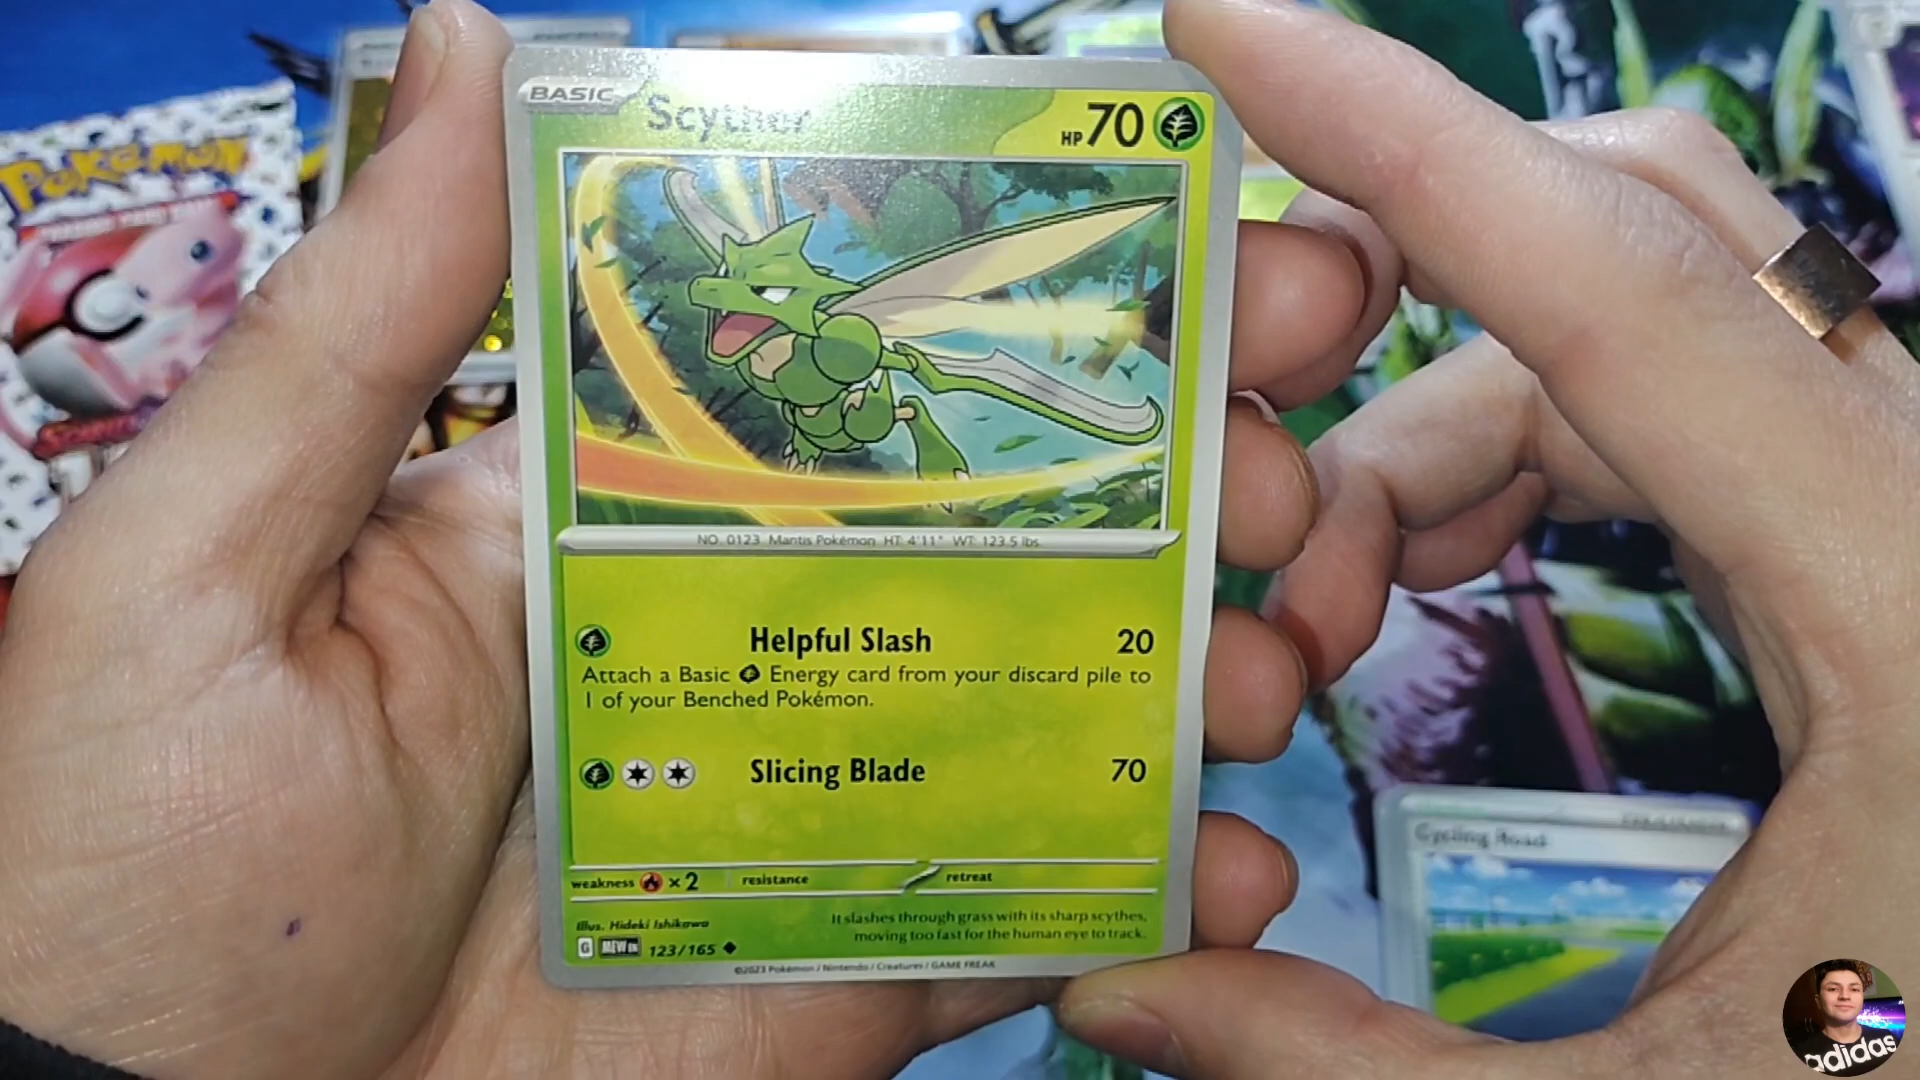 Pokémon
BASIC
Scyther
HP 70
NO. 0123 Mantis Pokémon HT: 4'11" WT: 123.5 lbs.
Helpful Slash 20
Attach a Basic Energy card from your discard pile to
1 of your Benched Pokémon.
Slicing Blade 70
weakness ×2 resistance retreat
Illus. Hideki Ishikawa
It slashes through grass with its sharp scythes,
moving too fast for the human eye to track.
G MEW EN 123/165
©2023 Pokémon / Nintendo / Creatures / GAME FREAK
Cycling Road
adidas